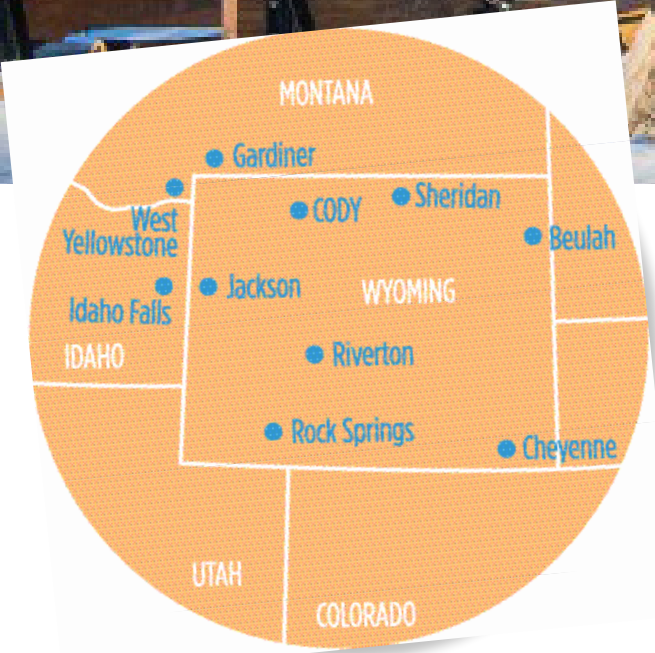 MONTANA
Gardiner
CODY
Sheridan
West
Yellowstone
Beulah
Idaho Falls
Jackson
WYOMING
IDAHO
Riverton
Rock Springs
Cheyenne
UTAH
COLORADO